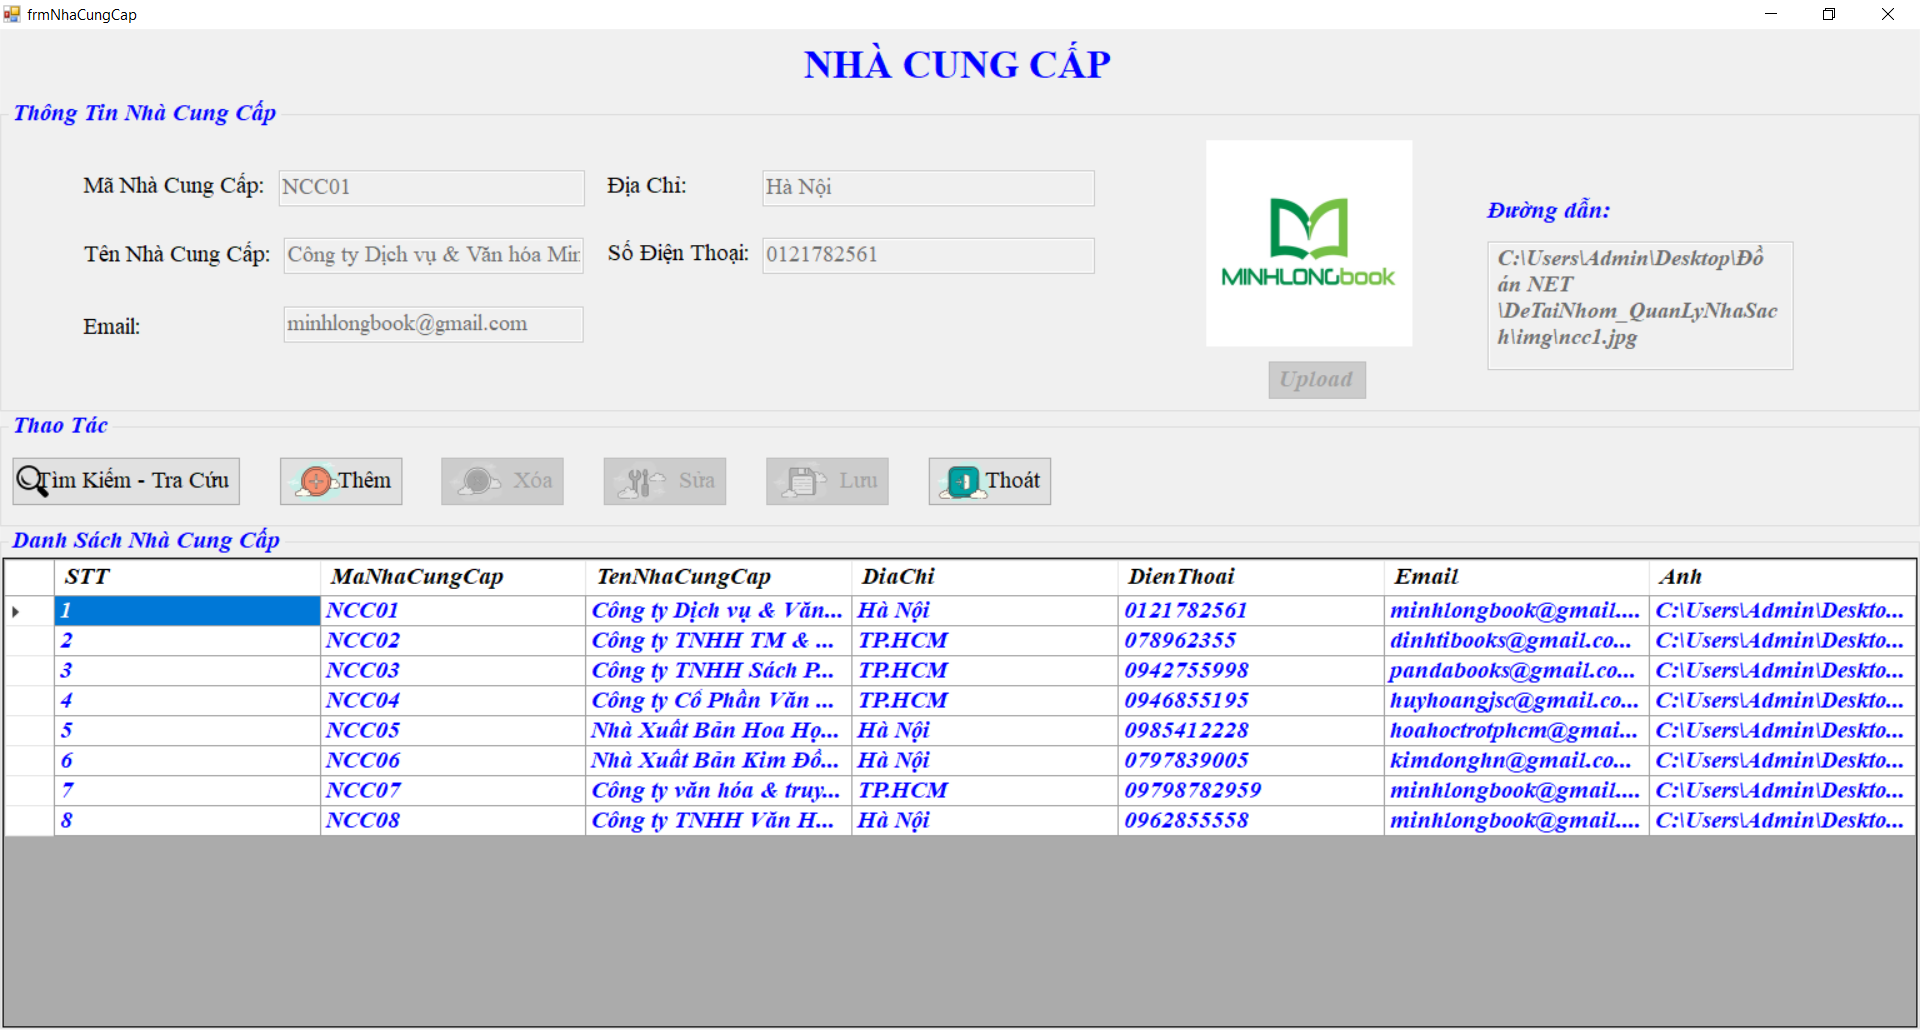 frmNhaCungCap
NHÀ CUNG CẤP
Thông Tin Nhà Cung Cấp
Mã Nhà Cung Cấp: NCC01 Địa Chỉ: Hà Nội
Tên Nhà Cung Cấp: Công ty Dịch vụ & Văn hóa Min Số Điện Thoại: 0121782561
Email: minhlongbook@gmail.com
MINHLONGbook
Upload
Đường dẫn:
C:\Users\Admin\Desktop\Đồ
án NET
\DeTaiNhom_QuanLyNhaSac
h\img\ncc1.jpg
Thao Tác
Tìm Kiếm - Tra Cứu Thêm Xóa Sửa Lưu Thoát
Danh Sách Nhà Cung Cấp
STT MaNhaCungCap TenNhaCungCap DiaChi DienThoai Email Anh
1 NCC01 Công ty Dịch vụ & Văn... Hà Nội 0121782561 minhlongbook@gmail.... C:\Users\Admin\Deskto...
2 NCC02 Công ty TNHH TM & ... TP.HCM 078962355 dinhtibooks@gmail.co... C:\Users\Admin\Deskto...
3 NCC03 Công ty TNHH Sách P... TP.HCM 0942755998 pandabooks@gmail.co... C:\Users\Admin\Deskto...
4 NCC04 Công ty Cổ Phần Văn ... TP.HCM 0946855195 huyhoangjsc@gmail.co... C:\Users\Admin\Deskto...
5 NCC05 Nhà Xuất Bản Hoa Họ... Hà Nội 0985412228 hoahoctrotphcm@gmai... C:\Users\Admin\Deskto...
6 NCC06 Nhà Xuất Bản Kim Đồ... Hà Nội 0797839005 kimdonghn@gmail.co... C:\Users\Admin\Deskto...
7 NCC07 Công ty văn hóa & truy... TP.HCM 09798782959 minhlongbook@gmail.... C:\Users\Admin\Deskto...
8 NCC08 Công ty TNHH Văn H... Hà Nội 0962855558 minhlongbook@gmail.... C:\Users\Admin\Deskto...